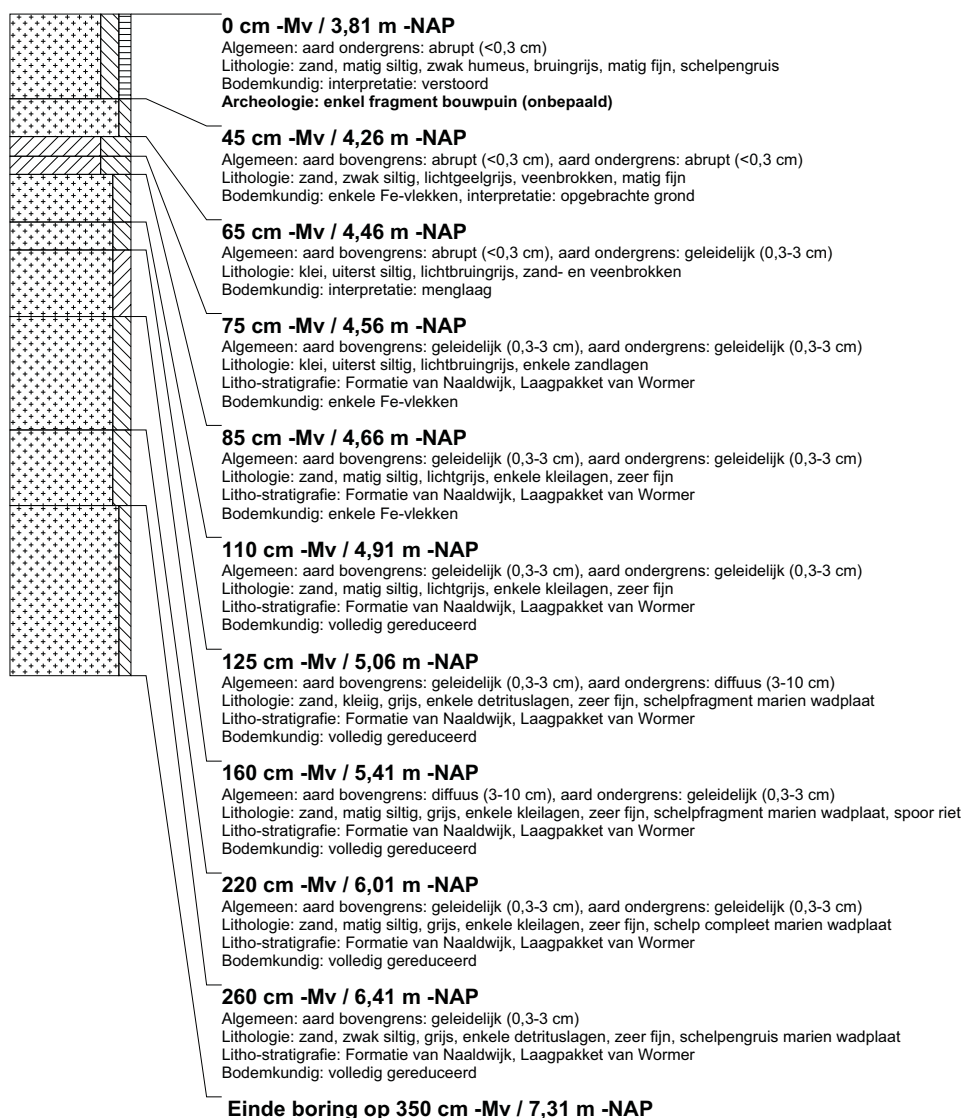 0 cm -Mv / 3,81 m -NAP
Algemeen: aard ondergrens: abrupt (<0,3 cm)
Lithologie: zand, matig siltig, zwak humeus, bruingrijs, matig fijn, schelpengruis
Bodemkundig: interpretatie: verstoord
Archeologie: enkel fragment bouwpuin (onbepaald)
45 cm -Mv / 4,26 m -NAP
Algemeen: aard bovengrens: abrupt (<0,3 cm), aard ondergrens: abrupt (<0,3 cm)
Lithologie: zand, zwak siltig, lichtgeelgrijs, veenbrokken, matig fijn
Bodemkundig: enkele Fe-vlekken, interpretatie: opgebrachte grond
65 cm -Mv / 4,46 m -NAP
Algemeen: aard bovengrens: abrupt (<0,3 cm), aard ondergrens: geleidelijk (0,3-3 cm)
Lithologie: klei, uiterst siltig, lichtbruingrijs, zand- en veenbrokken
Bodemkundig: interpretatie: menglaag
75 cm -Mv / 4,56 m -NAP
Algemeen: aard bovengrens: geleidelijk (0,3-3 cm), aard ondergrens: geleidelijk (0,3-3 cm)
Lithologie: klei, uiterst siltig, lichtbruingrijs, enkele zandlagen
Litho-stratigrafie: Formatie van Naaldwijk, Laagpakket van Wormer
Bodemkundig: enkele Fe-vlekken
85 cm -Mv / 4,66 m -NAP
Algemeen: aard bovengrens: geleidelijk (0,3-3 cm), aard ondergrens: geleidelijk (0,3-3 cm)
Lithologie: zand, matig siltig, lichtgrijs, enkele kleilagen, zeer fijn
Litho-stratigrafie: Formatie van Naaldwijk, Laagpakket van Wormer
Bodemkundig: enkele Fe-vlekken
110 cm -Mv / 4,91 m -NAP
Algemeen: aard bovengrens: geleidelijk (0,3-3 cm), aard ondergrens: geleidelijk (0,3-3 cm)
Lithologie: zand, matig siltig, lichtgrijs, enkele kleilagen, zeer fijn
Litho-stratigrafie: Formatie van Naaldwijk, Laagpakket van Wormer
Bodemkundig: volledig gereduceerd
125 cm -Mv / 5,06 m -NAP
Algemeen: aard bovengrens: geleidelijk (0,3-3 cm), aard ondergrens: diffuus (3-10 cm)
Lithologie: zand, kleiig, grijs, enkele detrituslagen, zeer fijn, schelpfragment marien wadplaat
Litho-stratigrafie: Formatie van Naaldwijk, Laagpakket van Wormer
Bodemkundig: volledig gereduceerd
160 cm -Mv / 5,41 m -NAP
Algemeen: aard bovengrens: diffuus (3-10 cm), aard ondergrens: geleidelijk (0,3-3 cm)
Lithologie: zand, matig siltig, grijs, enkele kleilagen, zeer fijn, schelpfragment marien wadplaat, spoor riet
Litho-stratigrafie: Formatie van Naaldwijk, Laagpakket van Wormer
Bodemkundig: volledig gereduceerd
220 cm -Mv / 6,01 m -NAP
Algemeen: aard bovengrens: geleidelijk (0,3-3 cm), aard ondergrens: geleidelijk (0,3-3 cm)
Lithologie: zand, matig siltig, grijs, enkele kleilagen, zeer fijn, schelp compleet marien wadplaat
Litho-stratigrafie: Formatie van Naaldwijk, Laagpakket van Wormer
Bodemkundig: volledig gereduceerd
260 cm -Mv / 6,41 m -NAP
Algemeen: aard bovengrens: geleidelijk (0,3-3 cm)
Lithologie: zand, zwak siltig, grijs, enkele detrituslagen, zeer fijn, schelpengruis marien wadplaat
Litho-stratigrafie: Formatie van Naaldwijk, Laagpakket van Wormer
Bodemkundig: volledig gereduceerd
Einde boring op 350 cm -Mv / 7,31 m -NAP